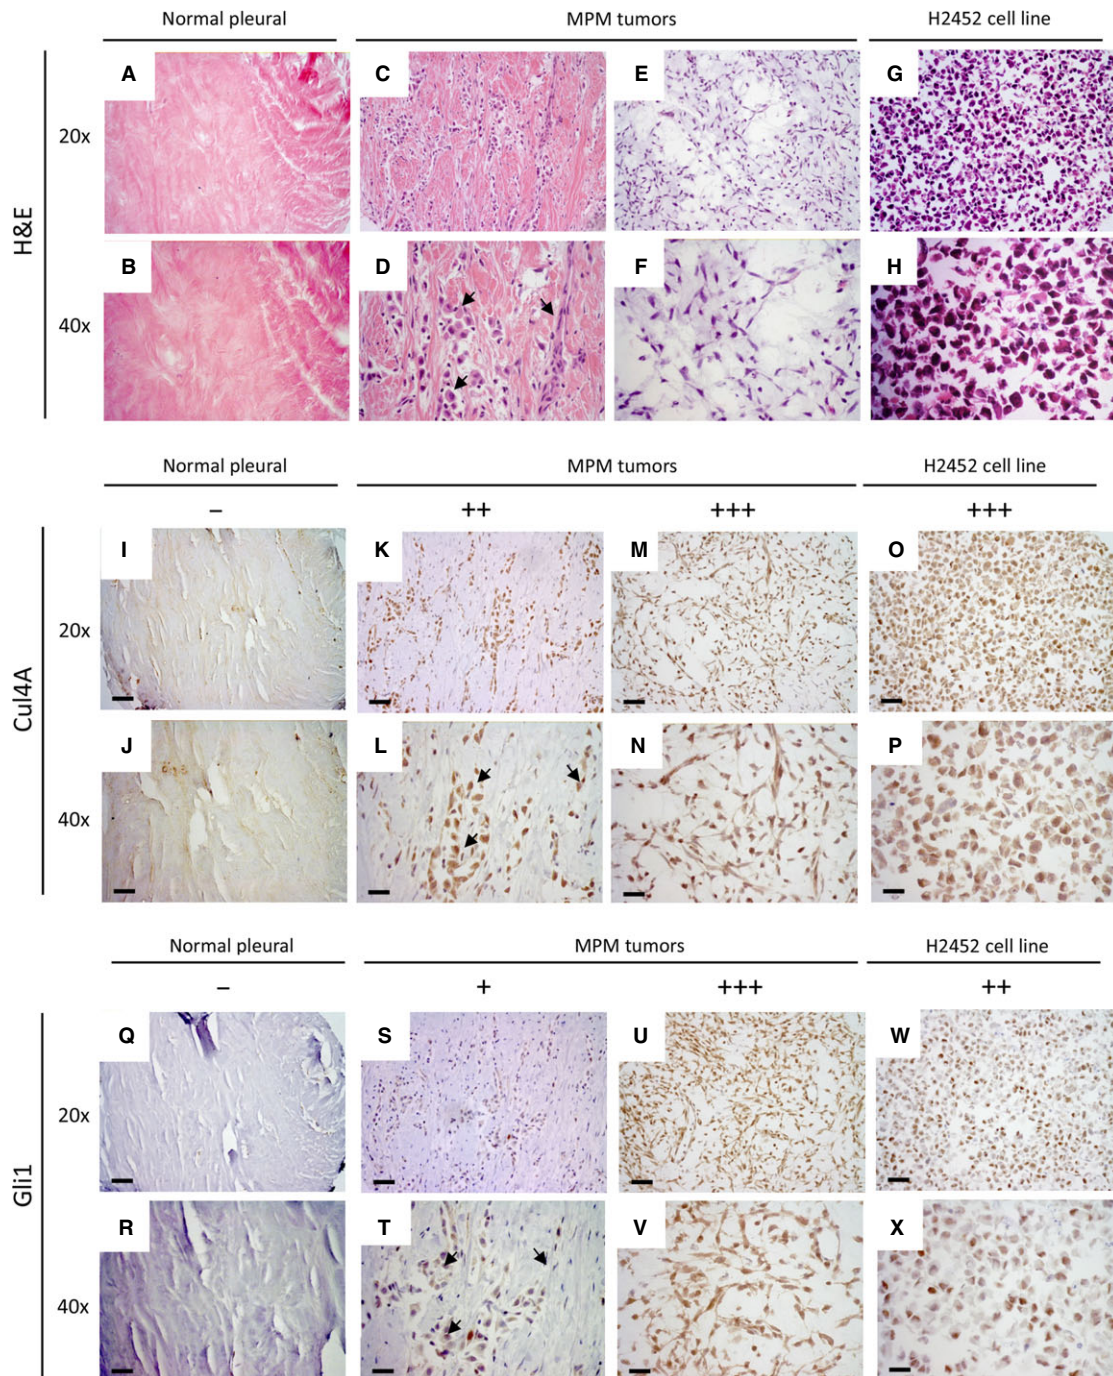 Normal pleural MPM tumors H2452 cell line
H&E
20x
A C E G
40x
B D F H
Normal pleural MPM tumors H2452 cell line
– ++ +++ +++
Cul4A
20x
I K M O
40x
J L N P
Normal pleural MPM tumors H2452 cell line
– + +++ ++
Gli1
20x
Q S U W
40x
R T V X